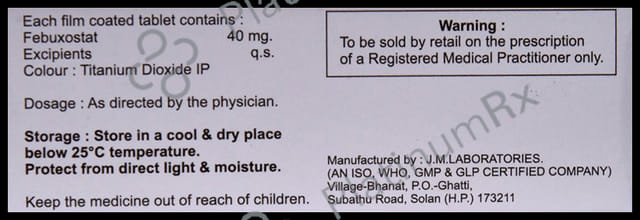 Each film coated tablet contains :
Febuxostat 40 mg.
Excipients q.s.
Colour : Titanium Dioxide IP
Dosage : As directed by the physician.
Storage : Store in a cool & dry place
below 25°C temperature.
Protect from direct light & moisture.
Keep the medicine out of reach of children.
Warning :
To be sold by retail on the prescription
of a Registered Medical Practitioner only.
Manufactured by : J.M.LABORATORIES.
(AN ISO, WHO, GMP & GLP CERTIFIED COMPANY)
Village-Bhanat, P.O.-Ghatti,
Subathu Road, Solan (H.P.) 173211
PlatinumRx